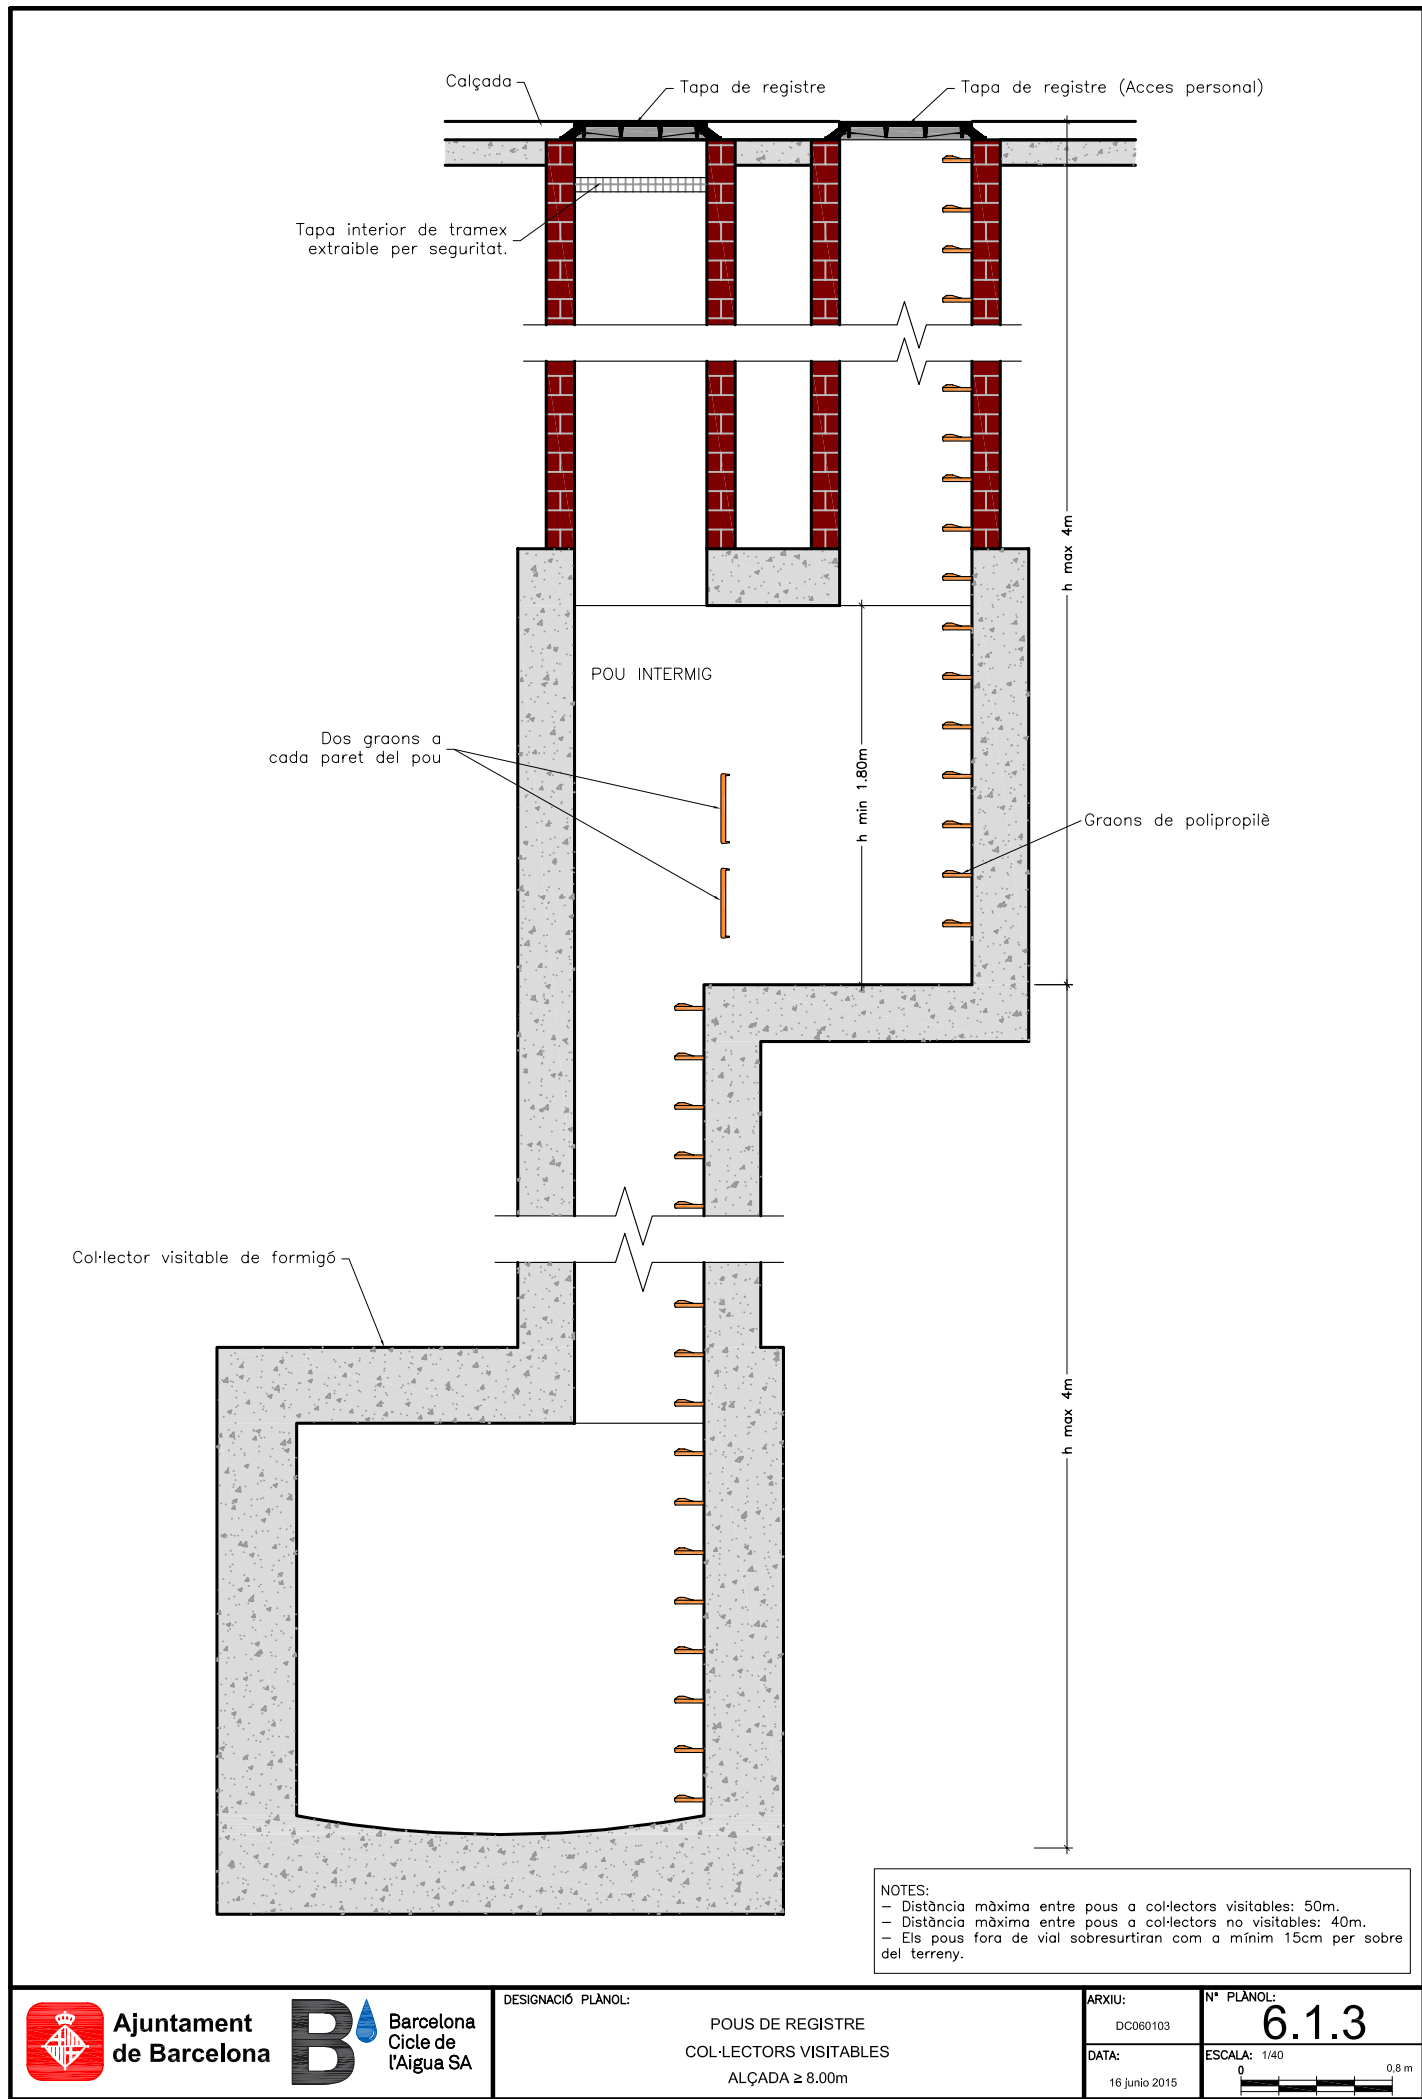 Calçada
Tapa de registre
Tapa de registre (Acces personal)
Tapa interior de tramex
extraible per seguritat.
h max 4m
POU INTERMIG
Dos graons a
cada paret del pou
h min 1.80m
Graons de polipropilè
Col·lector visitable de formigó
h max 4m
NOTES:
– Distància màxima entre pous a col·lectors visitables: 50m.
– Distància màxima entre pous a col·lectors no visitables: 40m.
– Els pous fora de vial sobresurtiran com a mínim 15cm per sobre
del terreny.
Ajuntament
de Barcelona
B
Barcelona
Cicle de
l'Aigua SA
DESIGNACIÓ PLÀNOL:
POUS DE REGISTRE
COL·LECTORS VISITABLES
ALÇADA ≥ 8.00m
ARXIU:
DC060103
DATA:
16 junio 2015
Nº PLÀNOL:
6.1.3
ESCALA: 1/40
0
0,8 m